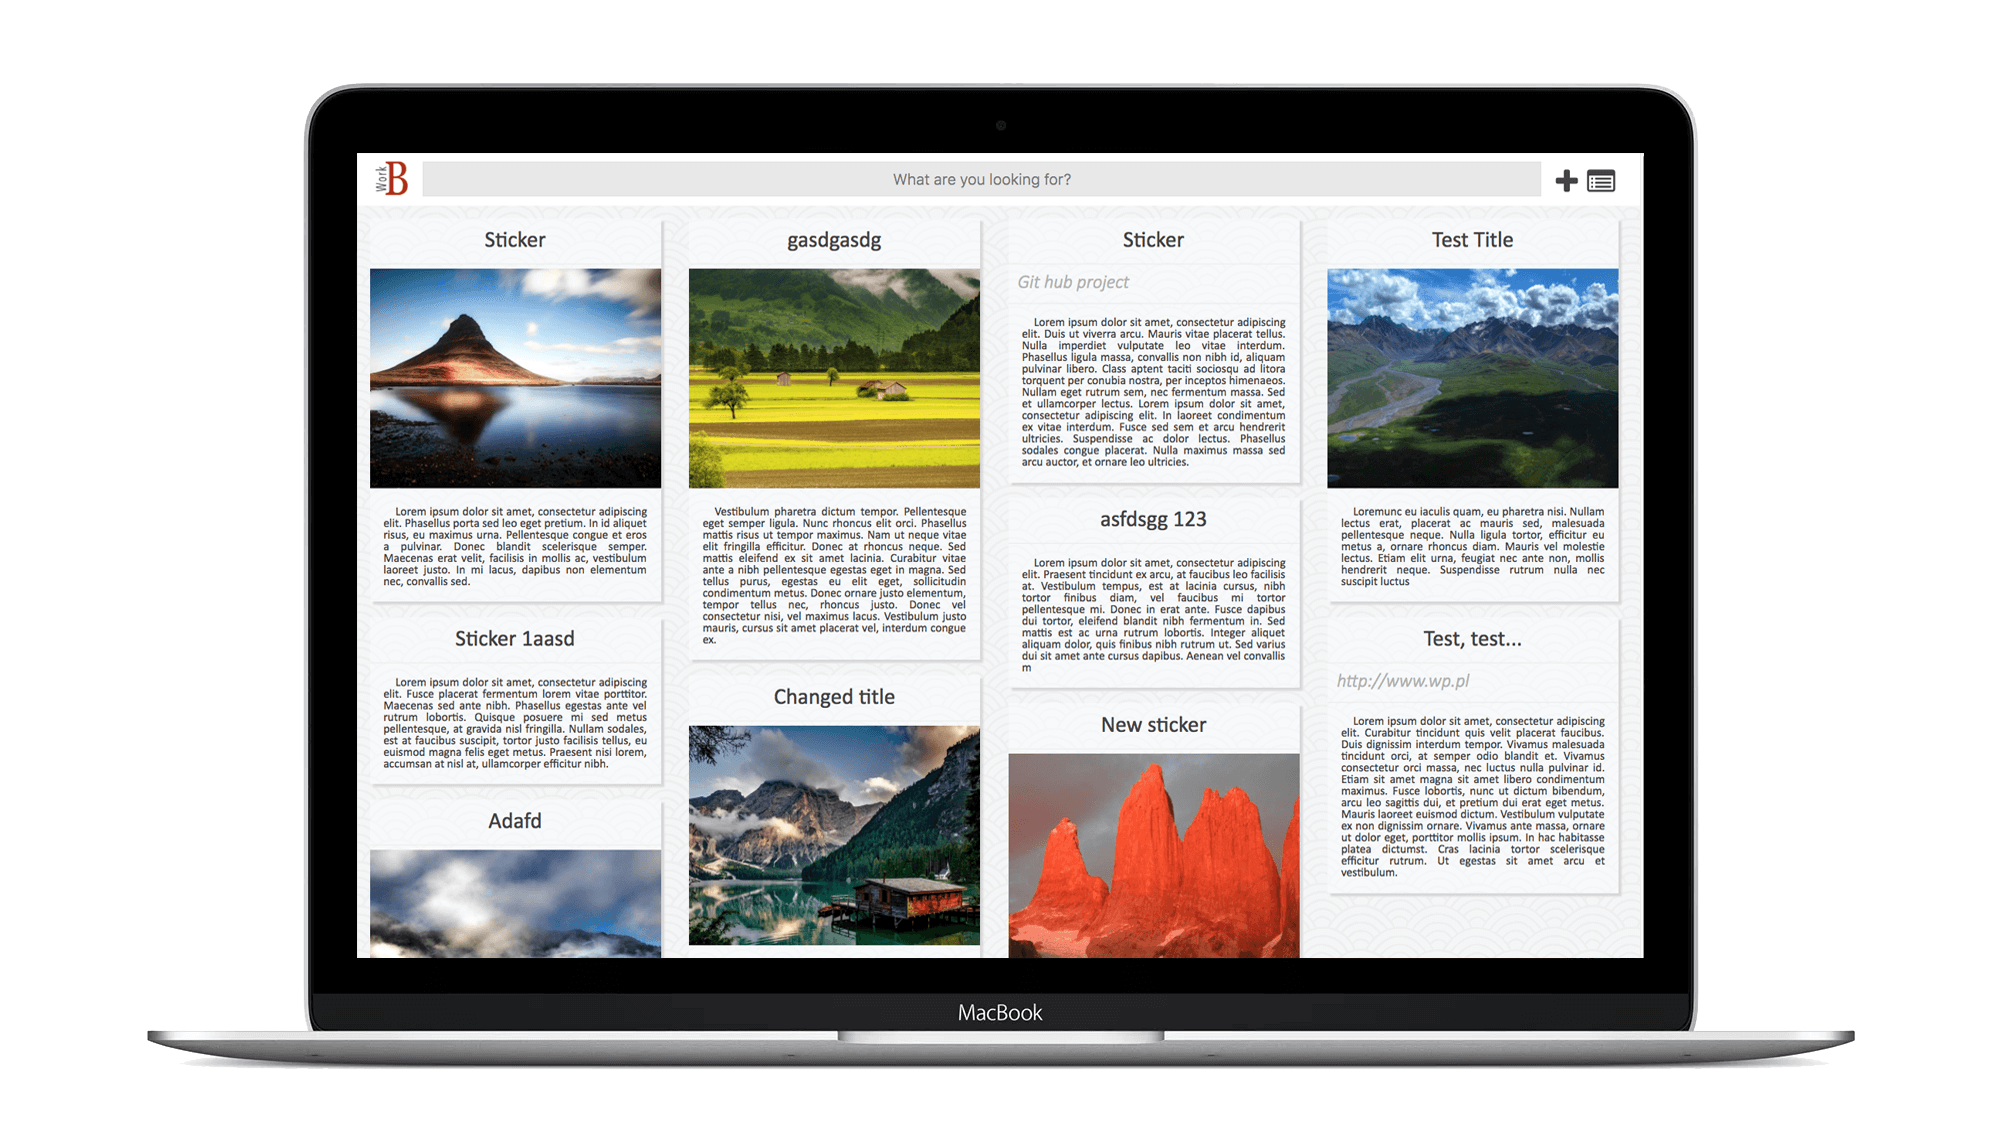 Work
B
What are you looking for?
Sticker
Lorem ipsum dolor sit amet, consectetur adipiscing
elit. Phasellus porta sed leo eget pretium. In id aliquet
risus, eu maximus urna. Pellentesque congue et eros
a pulvinar. Donec blandit scelerisque semper.
Maecenas erat velit, facilisis in mollis ac, vestibulum
laoreet justo. In mi lacus, dapibus non elementum
nec, convallis sed.
Sticker 1aasd
Lorem ipsum dolor sit amet, consectetur adipiscing
elit. Fusce placerat fermentum lorem vitae porttitor.
Maecenas sed ante nibh. Phasellus egestas ante vel
rutrum lobortis. Quisque posuere mi sed metus
pellentesque, at gravida nisl fringilla. Nullam sodales,
est at faucibus suscipit, tortor justo facilisis tellus, eu
euismod magna felis eget metus. Praesent nisi lorem,
accumsan at nisl at, ullamcorper efficitur nibh.
Adafd
gasdgasdg
Vestibulum pharetra dictum tempor. Pellentesque
eget semper ligula. Nunc rhoncus elit orci. Phasellus
mattis risus ut tempor maximus. Nam ut neque vitae
elit fringilla efficitur. Donec at rhoncus neque. Sed
mattis eleifend ex sit amet lacinia. Curabitur vitae
ante a nibh pellentesque egestas eget in magna. Sed
tellus purus, egestas eu elit eget, sollicitudin
condimentum metus. Donec ornare justo elementum,
tempor tellus nec, rhoncus justo. Donec vel
consectetur nisi, vel maximus lacus. Vestibulum justo
mauris, cursus sit amet placerat vel, interdum congue
ex.
Changed title
Sticker
Git hub project
Lorem ipsum dolor sit amet, consectetur adipiscing
elit. Duis ut viverra arcu. Mauris vitae placerat tellus.
Nulla imperdiet vulputate leo vitae interdum.
Phasellus ligula massa, convallis non nibh id, aliquam
pulvinar libero. Class aptent taciti sociosqu ad litora
torquent per conubia nostra, per inceptos himenaeos.
Nullam eget rutrum sem, nec fermentum massa. Sed
et ullamcorper lectus. Lorem ipsum dolor sit amet,
consectetur adipiscing elit. In laoreet condimentum
ex vitae interdum. Fusce sed sem et arcu hendrerit
ultricies. Suspendisse ac dolor lectus. Phasellus
sodales congue placerat. Nulla maximus massa sed
arcu auctor, et ornare leo ultricies.
asfdsgg 123
Lorem ipsum dolor sit amet, consectetur adipiscing
elit. Praesent tincidunt ex arcu, at faucibus leo facilisis
at. Vestibulum tempus, est at lacinia cursus, nibh
tortor finibus diam, vel faucibus mi tortor
pellentesque mi. Donec in erat ante. Fusce dapibus
dui tortor, eleifend blandit nibh fermentum in. Sed
mattis est ac urna rutrum lobortis. Integer aliquet
aliquam dolor, quis finibus nibh rutrum ut. Sed varius
dui sit amet ante cursus dapibus. Aenean vel convallis
m
New sticker
Test Title
Loremunc eu iaculis quam, eu pharetra nisi. Nullam
lectus erat, placerat ac mauris sed, malesuada
pellentesque neque. Nulla ligula tortor, efficitur eu
metus a, ornare rhoncus diam. Mauris vel molestie
lectus. Etiam elit urna, feugiat nec ante non, mollis
hendrerit neque. Suspendisse rutrum nulla nec
suscipit luctus
Test, test...
http://www.wp.pl
Lorem ipsum dolor sit amet, consectetur adipiscing
elit. Curabitur tincidunt quis velit placerat faucibus.
Duis dignissim interdum tempor. Vivamus malesuada
tincidunt orci, at semper odio blandit et. Vivamus
consectetur orci massa, nec luctus nulla pulvinar id.
Etiam sit amet magna sit amet libero condimentum
maximus. Fusce lobortis, nunc ut dictum bibendum,
arcu leo sagittis dui, et pretium dui erat eget metus.
Mauris laoreet euismod dictum. Vestibulum vulputate
ex non dignissim ornare. Vivamus ante massa, ornare
ut dolor eget, porttitor mollis ipsum. In hac habitasse
platea dictumst. Cras lacinia tortor scelerisque
efficitur rutrum. Ut egestas sit amet arcu et
vestibulum.
MacBook